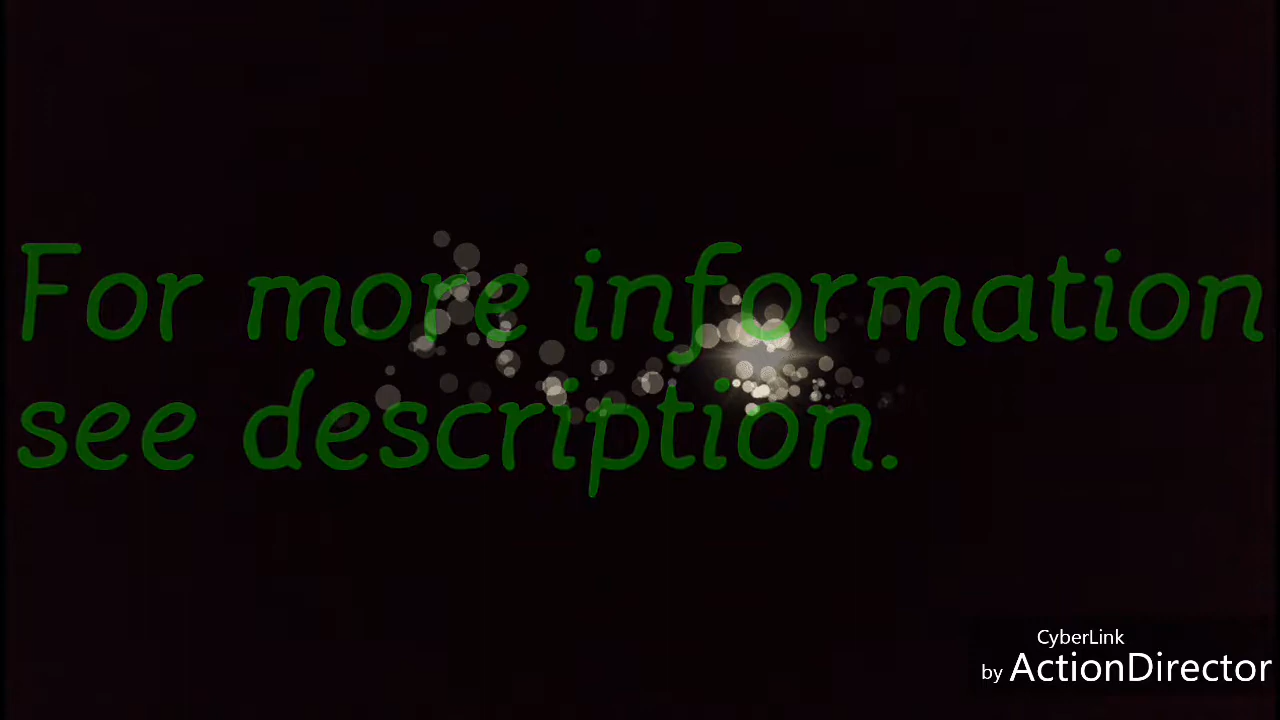 For more information
see description.
CyberLink
by ActionDirector